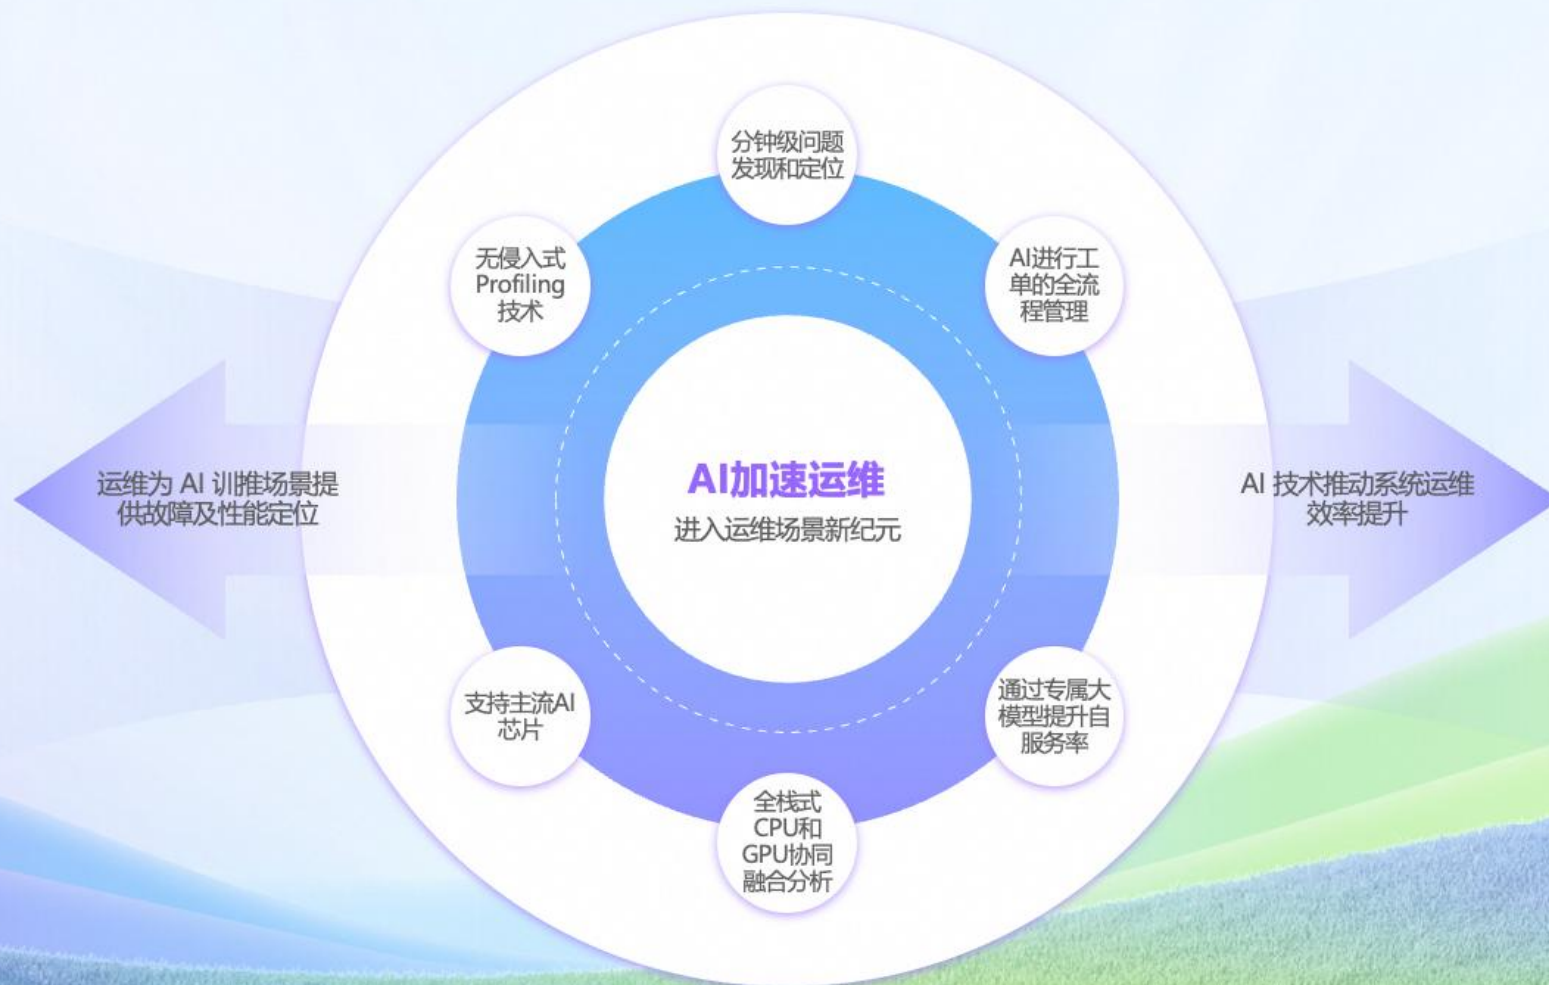 分钟级问题
发现和定位
无侵入式
Profiling
技术
AI进行工
单的全流
程管理
运维为 AI 训推场景提
供故障及性能定位
AI加速运维
进入运维场景新纪元
AI 技术推动系统运维
效率提升
支持主流AI
芯片
通过专属大
模型提升自
服务率
全栈式
CPU和
GPU协同
融合分析